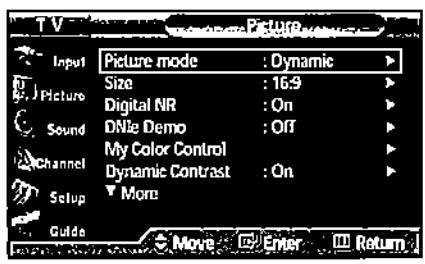 TV Picture
Input
Picture
Sound
Channel
Setup
Guide
Picture mode : Dynamic
Size : 16:9
Digital NR : On
DNIe Demo : Off
My Color Control
Dynamic Contrast : On
▼ More
Move Enter Return